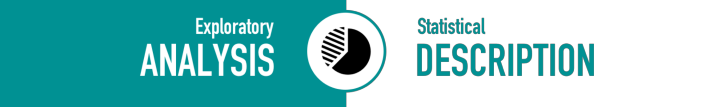 Exploratory
ANALYSIS
Statistical
DESCRIPTION